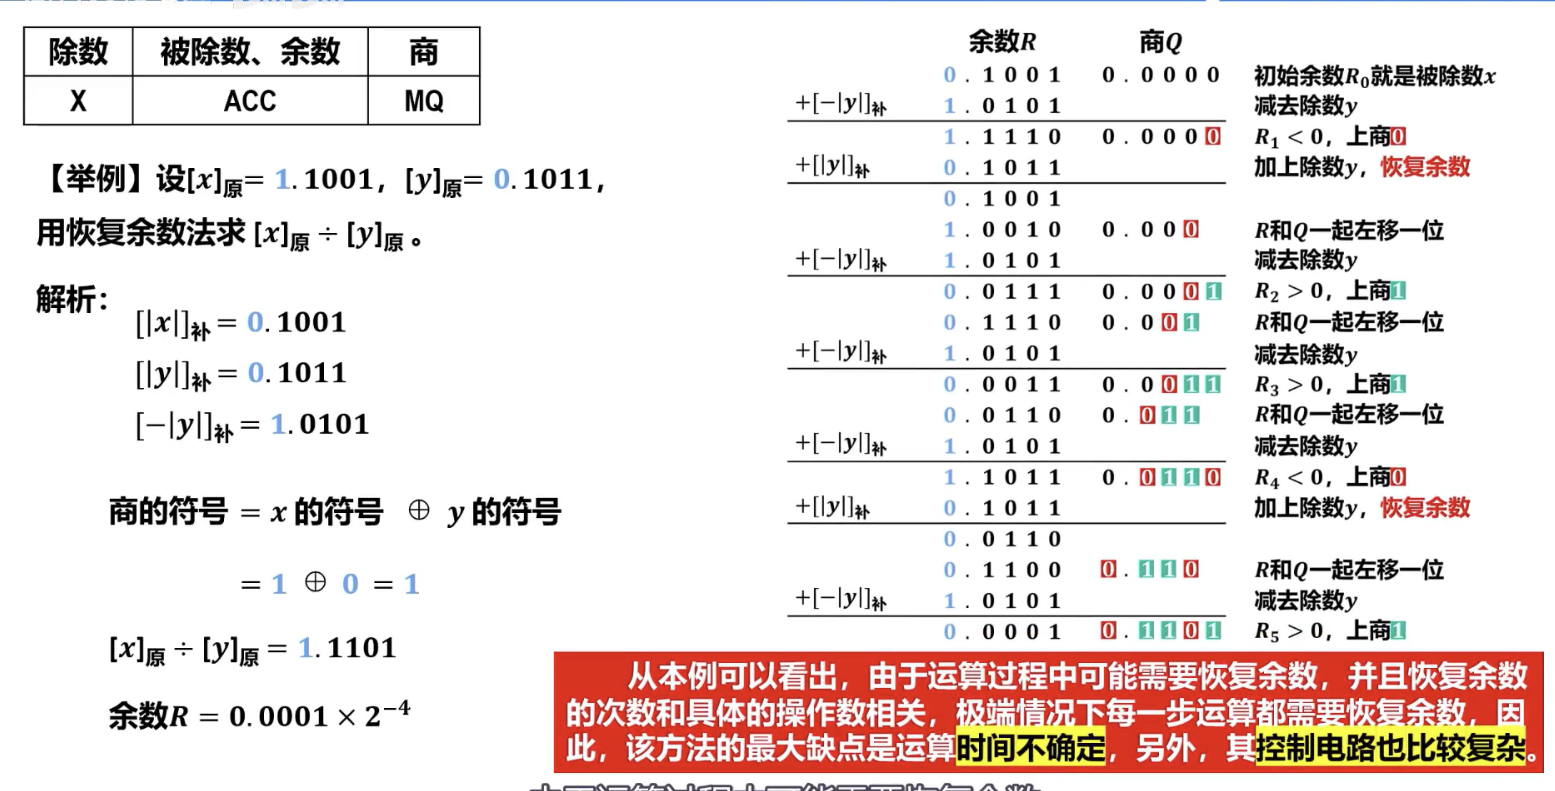 除数 被除数、余数 商
X ACC MQ
【举例】设[x]原= 1.1001，[y]原= 0.1011，
用恢复余数法求 [x]原 ÷ [y]原 。
解析：
[|x|]补 = 0.1001
[|y|]补 = 0.1011
[−|y|]补 = 1.0101
商的符号 = x 的符号 ⊕ y 的符号
= 1 ⊕ 0 = 1
[x]原 ÷ [y]原 = 1.1101
余数R = 0.0001 × 2⁻⁴
余数R 商Q
0.1001 0.0000 初始余数R₀就是被除数x
+[−|y|]补 1.0101 减去除数y
1.1110 0.0000 R₁ < 0，上商0
+[|y|]补 0.1011 加上除数y，恢复余数
0.1001
1.0010 0.000 R和Q一起左移一位
+[−|y|]补 1.0101 减去除数y
0.0111 0.0001 R₂ > 0，上商1
0.1110 0.001 R和Q一起左移一位
+[−|y|]补 1.0101 减去除数y
0.0011 0.0011 R₃ > 0，上商1
0.0110 0.011 R和Q一起左移一位
+[−|y|]补 1.0101 减去除数y
1.1011 0.0110 R₄ < 0，上商0
+[|y|]补 0.1011 加上除数y，恢复余数
0.0110
0.1100 0.110 R和Q一起左移一位
+[−|y|]补 1.0101 减去除数y
0.0001 0.1101 R₅ > 0，上商1
从本例可以看出，由于运算过程中可能需要恢复余数，并且恢复余数
的次数和具体的操作数相关，极端情况下每一步运算都需要恢复余数，因
此，该方法的最大缺点是运算时间不确定，另外，其控制电路也比较复杂。